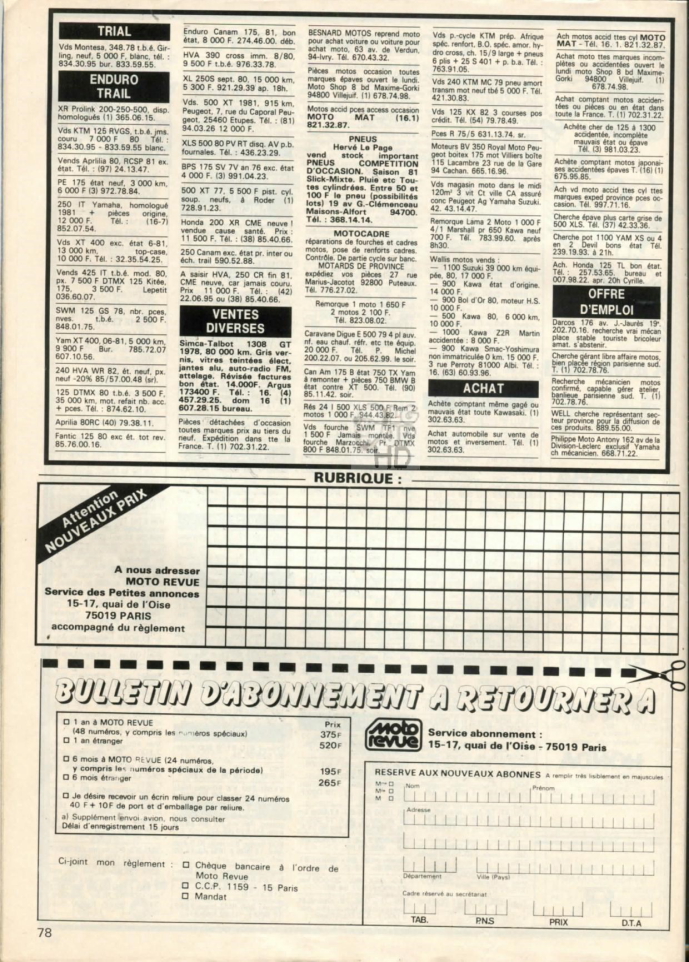 TRIAL
Vds Montesa, 348.78 t.b.é. Gir-
ling, neuf, 5 000 F, blanc, tél. :
834.30.95 bur. 833.59.55.
ENDURO
TRAIL
XR Prolink 200-250-500, disp.
homologués (1) 365.06.15.
Vds KTM 125 RVGS, t.b.é. jms.
couru 7 000 F 80 Tél. :
834.30.95 - 833.59.55 blanc.
Vends Aprilia 80, RCSP 81 ex.
état. Tél. : (97) 24.13.47.
PE 175 état neuf, 3 000 km,
6 000 F (3) 972.78.84.
250 IT Yamaha, homologué
1981 + pièces origine,
12 000 F. Tél. : (16-7)
852.07.54.
Vds XT 400 exc. état 6-81,
13 000 km, top-case,
10 000 F. Tél. : 32.35.54.25.
Vends 425 IT t.b.é. mod. 80,
px. 7 500 F DTMX 125 Kitée,
175, 3 500 F. Lepetit
036.60.07.
SWM 125 GS 78, nbr. pces,
nves. t.b.é. 2 500 F.
848.01.75.
Yam XT 400, 06-81, 5 000 km,
9 900 F Bur. 785.72.07
607.10.56.
240 HVA WR 82, ét. neuf, px.
neuf -20% 85/57.00.48 (sr).
125 DTMX 80 t.b.é. 3 500 F,
35 000 km, mot. refait nb. acc.
+ pces. Tél. : 874.62.10.
Aprilia 80RC (40) 79.38.11.
Fantic 125 80 exc ét. tot rev.
85.76.00.16.
Enduro Canam 175, 81, bon
état, 8 000 F. 274.46.00. déb.
HVA 390 cross imm. 8/80,
9 500 F t.b.é. 976.33.78.
XL 250S sept. 80, 15 000 km,
5 300 F. 921.29.39 ap. 18h.
Vds. 500 XT 1981, 915 km,
Peugeot, 7, rue du Caporal Peu-
geot, 25460 Etupes. Tél. : (81)
94.03.26 12 000 F.
XLS 500 80 PV RT disq. AV p.b.
fournales. Tél. : 436.23.29.
BPS 175 SV 7V an 76 exc. état
4 000 F. (3) 991.04.23.
500 XT 77, 5 500 F pist. cyl.
soup. neufs, à Roder (1)
728.91.23.
Honda 200 XR CME neuve !
vendue cause santé. Prix :
11 500 F. Tél. : (38) 85.40.66.
250 Canam exc. état pr. inter ou
éch. trail 590.52.88.
A saisir HVA, 250 CR fin 81,
CME neuve, car jamais couru.
Prix : 11 000 F. Tél. : (42)
22.06.95 ou (38) 85.40.66.
VENTES
DIVERSES
Simca-Talbot 1308 GT
1978, 80 000 km. Gris ver-
nis, vitres teintées élect,
jantes alu, auto-radio FM,
attelage. Révisée factures
bon état. 14.000F. Argus
173400 F. Tél. : 16. (4)
457.29.25. dom 16 (1)
607.28.15 bureau.
Pièces détachées d'occasion
toutes marques prix au tiers du
neuf. Expédition dans tte la
France. T. (1) 702.31.22.
BESNARD MOTOS reprend moto
pour achat voiture ou voiture pour
achat moto, 63 av. de Verdun,
94-Ivry. Tél. 670.43.32.
Pièces motos occasion toutes
marques épaves ouvert le lundi.
Moto Shop 8 bd Maxime-Gorki
94800 Villejuif. (1) 678.74.98.
Motos accid pces access occasion
MOTO MAT (16.1)
821.32.87.
PNEUS
Hervé Le Page
vend stock important
PNEUS COMPETITION
D'OCCASION. Saison 81
Slick-Mixte. Pluie etc Tou-
tes cylindrées. Entre 50 et
100 F le pneu (possibilités
lots) 19 av G.-Clémenceau
Maisons-Alfort 94700.
Tél. : 368.14.14.
MOTOCADRE
réparations de fourches et cadres
motos, pose de renforts cadres.
Contrôle. De partie cycle sur banc.
MOTARDS DE PROVINCE
expédiez vos pièces 27 rue
Marius-Jacotot 92800 Puteaux.
Tél. 776.27.02.
Remorque 1 moto 1 650 F
2 motos 2 100 F.
Tél. 823.08.02.
Caravane Digue E 500 79 4 pl auv.
nf. eau chauf. réfr. etc tte équip.
20 000 F. Tél. P Michel
200.22.07. ou 205.62.99. le soir.
Can Am 175 B état 750 TX Yam
à remonter + pièces 750 BMW B
état contre XT 500. Tél. (90)
85.11.42. soir.
Rés 24 l 500 XLS 500 F. Rem 2
motos 1 000 F. 944.43.
Vds fourche SWM TF1 nve
1 500 F Jamais montée. Vds
fourche Marzocchi Pr DTMX
800 F 848.01.75. soir.
Vds p.-cycle KTM prép. Afrique
spéc. renfort, B.O. spéc. amor. hy-
dro cross, ch. 15/9 large + pneus
6 plis + 25 S 401 + p. b.a. Tél. :
763.91.05.
Vds 240 KTM MC 79 pneu amort
transm mot neuf tbé 5 000 F. Tél.
421.30.83.
Vds 125 KX 82 3 courses pos
crédit. Tél. (54) 79.78.49.
Pces R 75/5 631.13.74. sr.
Moteurs BV 350 Royal Moto Peu-
geot boites 175 mot Villiers boîte
115 Lacambre 23 rue de la Gare
94 Cachan. 665.16.96.
Vds magasin moto dans le midi
120m² 3 vit Ct ville CA assuré
conc Peugeot Ag Yamaha Suzuki.
42. 43.14.47.
Remorque Lama 2 Moto 1 000 F
4/1 Marshall pr 650 Kawa neuf
700 F. Tél. 783.99.60. après
8h30.
Wallis motos vends :
— 1100 Suzuki 39 000 km équi-
pée, 80, 17 000 F.
— 900 Kawa état d'origine.
14 000 F.
— 900 Bol d'Or 80, moteur H.S.
10 000 F.
— 500 Kawa 80, 6 000 km,
10 000 F.
— 1000 Kawa Z2R Martin
accidentée : 8 000 F.
— 900 Kawa Smac-Yoshimura
non immatriculée 0 km. 15 000 F.
3 rue Perroty 81000 Albi. Tél. :
16. (63) 60.93.96.
ACHAT
Achète comptant même gagé ou
mauvais état toute Kawasaki. (1)
302.63.63.
Achat automobile sur vente de
motos et inversement. Tél. (1)
302.63.63.
Ach motos accid ttes cyl MOTO
MAT - Tél. 16. 1. 821.32.87.
Achat moto ttes marques incom-
plètes ou accidentées ouvert le
lundi moto Shop 8 bd Maxime-
Gorki 94800 Villejuif. (1)
678.74.98.
Achat comptant motos acciden-
tées ou pièces ou en état dans
toute la France. T. (1) 702.31.22.
Achète cher de 125 à 1300
accidentée, incomplète
mauvais état ou épave
Tél. (3) 981.03.23.
Achète comptant motos japonai-
ses accidentées épaves T. (16) (1)
675.95.85.
Ach vd moto accid ttes cyl ttes
marques exped province pces oc-
casion. Tél. 997.71.16.
Cherche épave plus carte grise de
500 XLS. Tél. (37) 42.33.36.
Cherche pot 1100 YAM XS ou 4
en 2 Devil bons état Tél.
239.19.93. à 21h.
Ach. Honda 125 TL bon état.
Tél. : 257.53.65. bureau et
007.98.22. apr. 20h Cyrille.
OFFRE
D'EMPLOI
Darcos 176 av. J.-Jaurès 19e.
202.70.16. recherche vrai mécan
place stable touriste bricoleur
amat. s'abstenir.
Cherche gérant libre affaire motos,
bien placée région parisienne sud.
T. (1) 702.78.76.
Recherche mécanicien motos
confirmé, capable gérer atelier,
banlieue parisienne sud. T. (1)
702.78.76.
WELL cherche représentant sec-
teur province pour la diffusion de
ces produits. 889.55.00.
Philippe Moto Antony 162 av de la
Division-Leclerc exclusif Yamaha
ch mécanicien. 668.71.22.
HD
RUBRIQUE :
Attention
NOUVEAUX PRIX
A nous adresser
MOTO REVUE
Service des Petites annonces
15-17, quai de l'Oise
75019 PARIS
accompagné du règlement
BULLETIN D'ABONNEMENT A RETOURNER A
Prix
□ 1 an à MOTO REVUE
(48 numéros, y compris les numéros spéciaux) 375F
□ 1 an étranger 520F
□ 6 mois à MOTO REVUE (24 numéros,
y compris les numéros spéciaux de la période) 195F
□ 6 mois étranger 265F
□ Je désire recevoir un écrin reliure pour classer 24 numéros
40 F + 10F de port et d'emballage par reliure.
a) Supplément envoi avion, nous consulter
Délai d'enregistrement 15 jours
Ci-joint mon règlement : □ Chèque bancaire à l'ordre de
Moto Revue
□ C.C.P. 1159 - 15 Paris
□ Mandat
Moto revue
Service abonnement :
15-17, quai de l'Oise - 75019 Paris
RESERVE AUX NOUVEAUX ABONNES A remplir très lisiblement en majuscules
Nom Prénom
Adresse
Département Ville (Pays)
Cadre réservé au secrétariat
TAB. P.N.S PRIX D.T.A
78